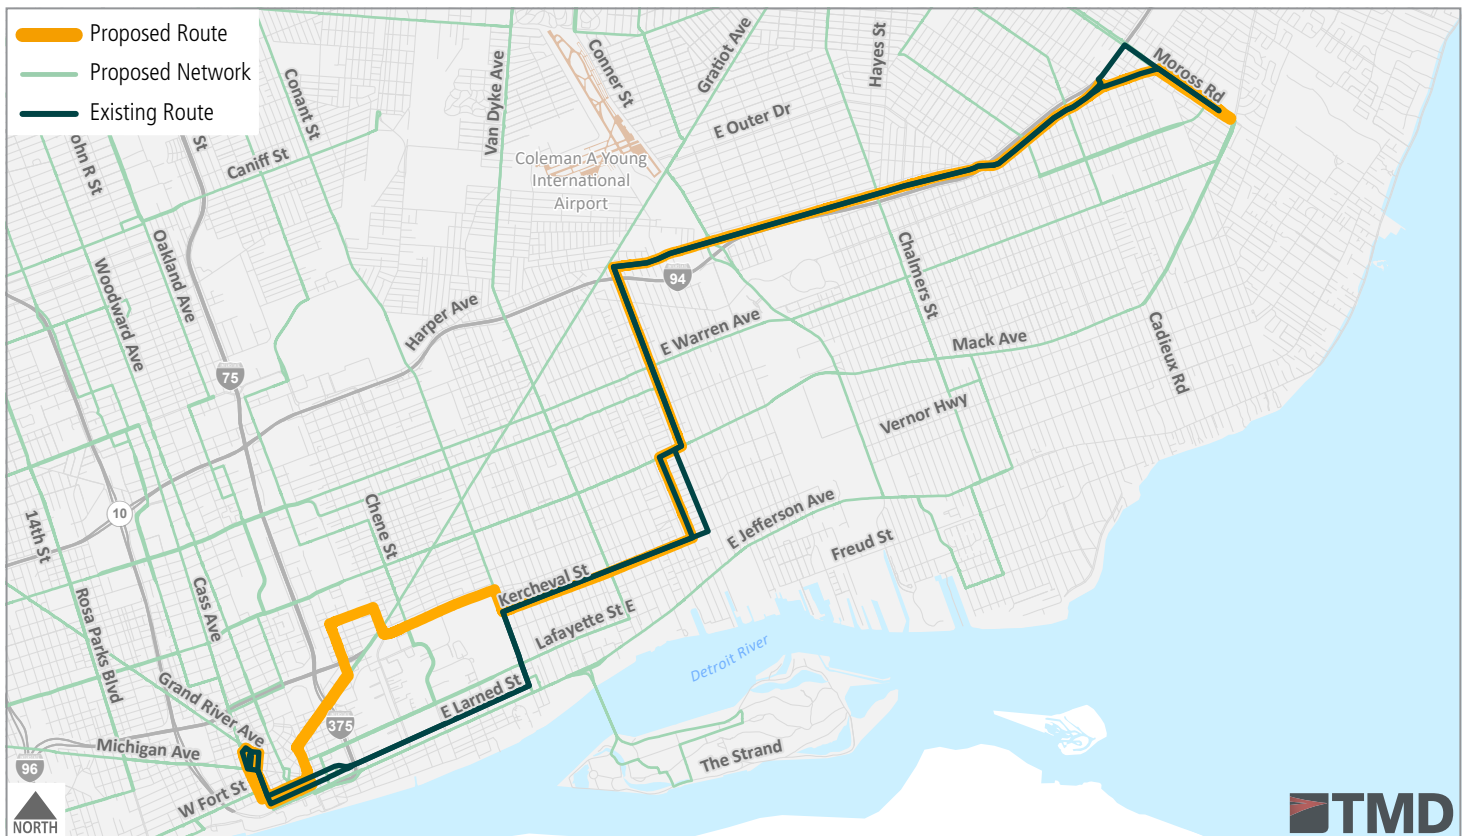 Proposed Route
Proposed Network
Existing Route
Conant St
Van Dyke Ave
Conner St
Gratiot Ave
Hayes St
Moross Rd
E Outer Dr
St
Caniff St
John R St
Coleman A Young
International
Airport
Oakland Ave
Woodward Ave
Harper Ave
94
Chalmers St
E Warren Ave
Mack Ave
Cadieux Rd
75
Vernor Hwy
10
14th St
Chene St
E Jefferson Ave
Freud St
Kercheval St
Lafayette St E
Cass Ave
Rosa Parks Blvd
Detroit River
Grand River Ave
E Larned St
375
Michigan Ave
The Strand
96
W Fort St
NORTH
TMD